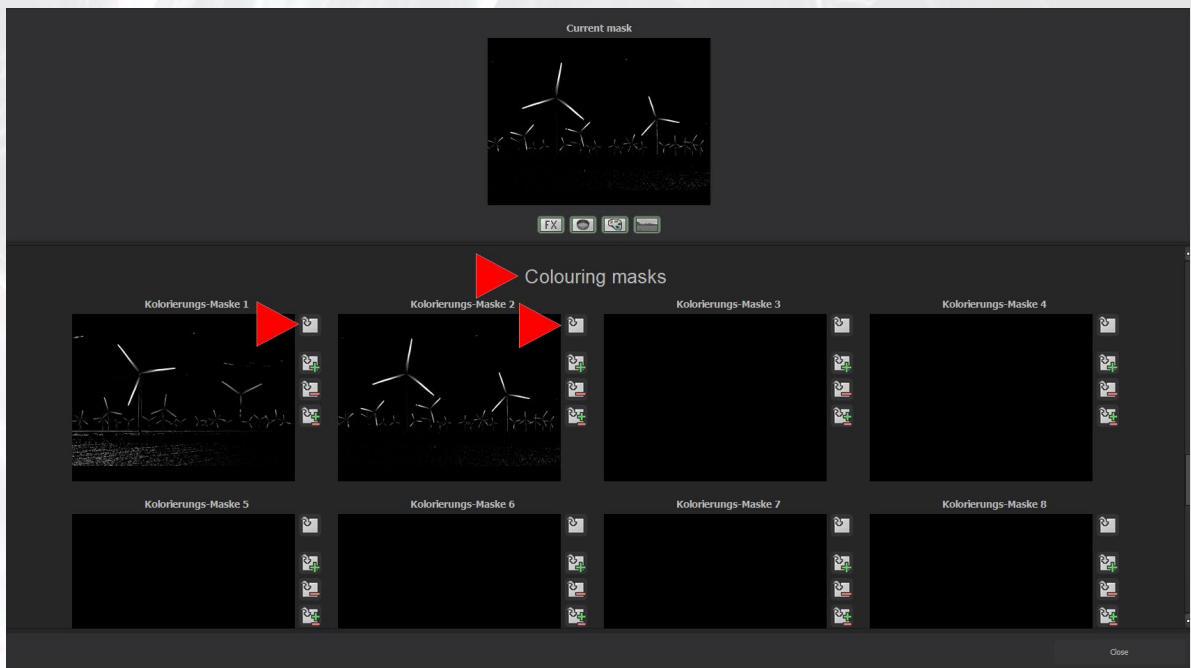 Current mask
FX
Colouring masks
Kolorierungs-Maske 1
Kolorierungs-Maske 2
Kolorierungs-Maske 3
Kolorierungs-Maske 4
Kolorierungs-Maske 5
Kolorierungs-Maske 6
Kolorierungs-Maske 7
Kolorierungs-Maske 8
Close